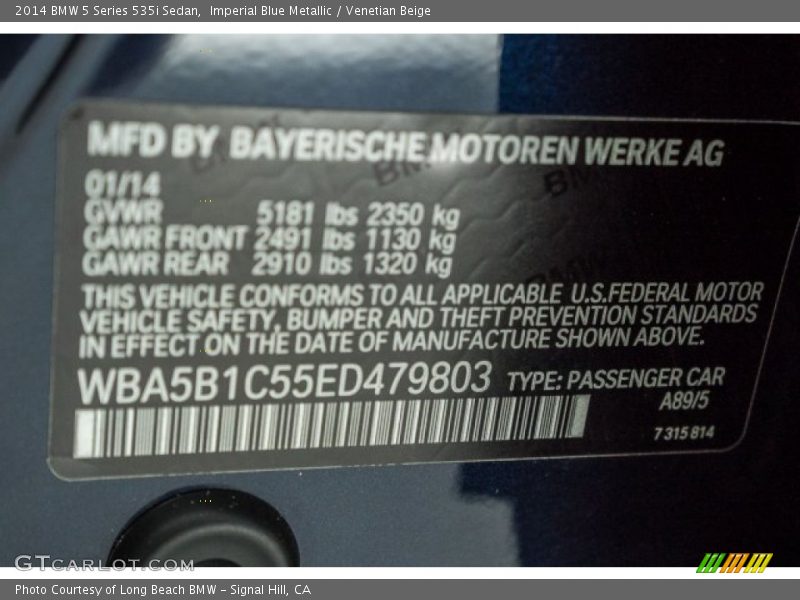 2014 BMW 5 Series 535i Sedan,  Imperial Blue Metallic / Venetian Beige
MFD BY BAYERISCHE MOTOREN WERKE AG
01/14
GVWR 5181 lbs 2350 kg
GAWR FRONT 2491 lbs 1130 kg
GAWR REAR 2910 lbs 1320 kg
THIS VEHICLE CONFORMS TO ALL APPLICABLE U.S.FEDERAL MOTOR
VEHICLE SAFETY, BUMPER AND THEFT PREVENTION STANDARDS
IN EFFECT ON THE DATE OF MANUFACTURE SHOWN ABOVE.
WBA5B1C55ED479803 TYPE: PASSENGER CAR
A89/5
7315814
GTcarlot.com
Photo Courtesy of Long Beach BMW - Signal Hill, CA